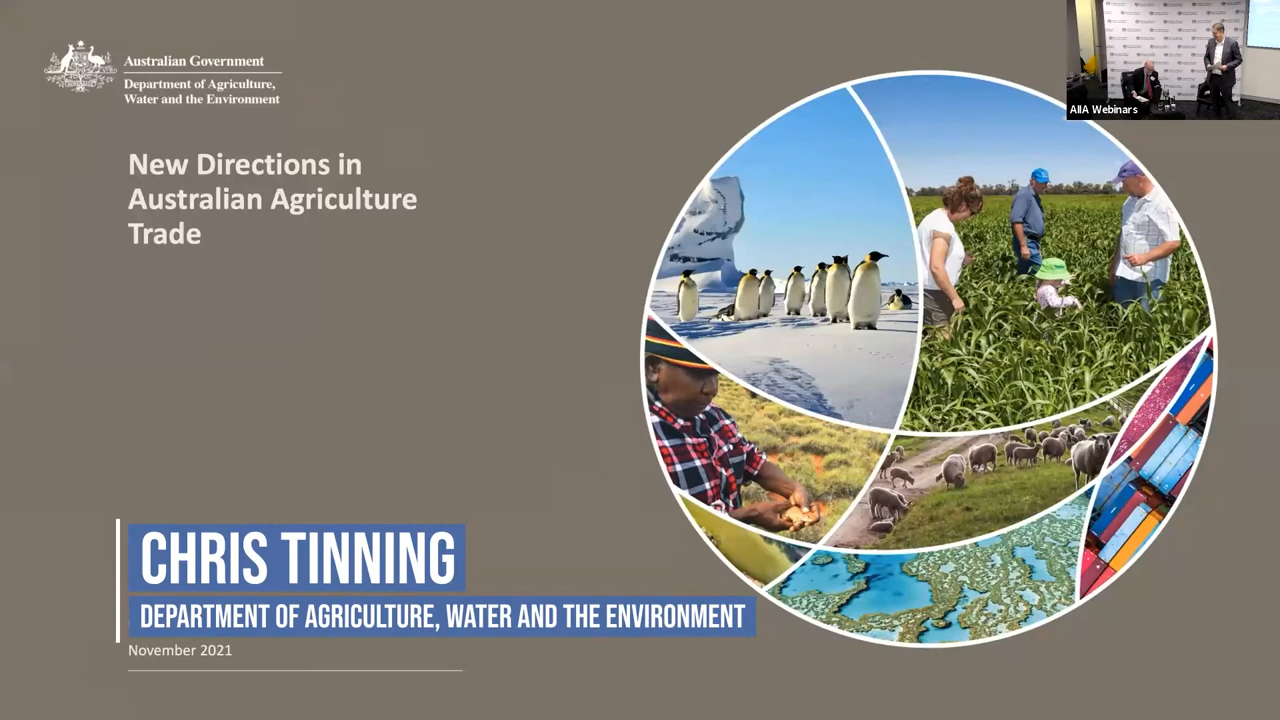 Australian Government
Department of Agriculture,
Water and the Environment
AIIA Webinars
New Directions in
Australian Agriculture
Trade
CHRIS TINNING
DEPARTMENT OF AGRICULTURE, WATER AND THE ENVIRONMENT
November 2021